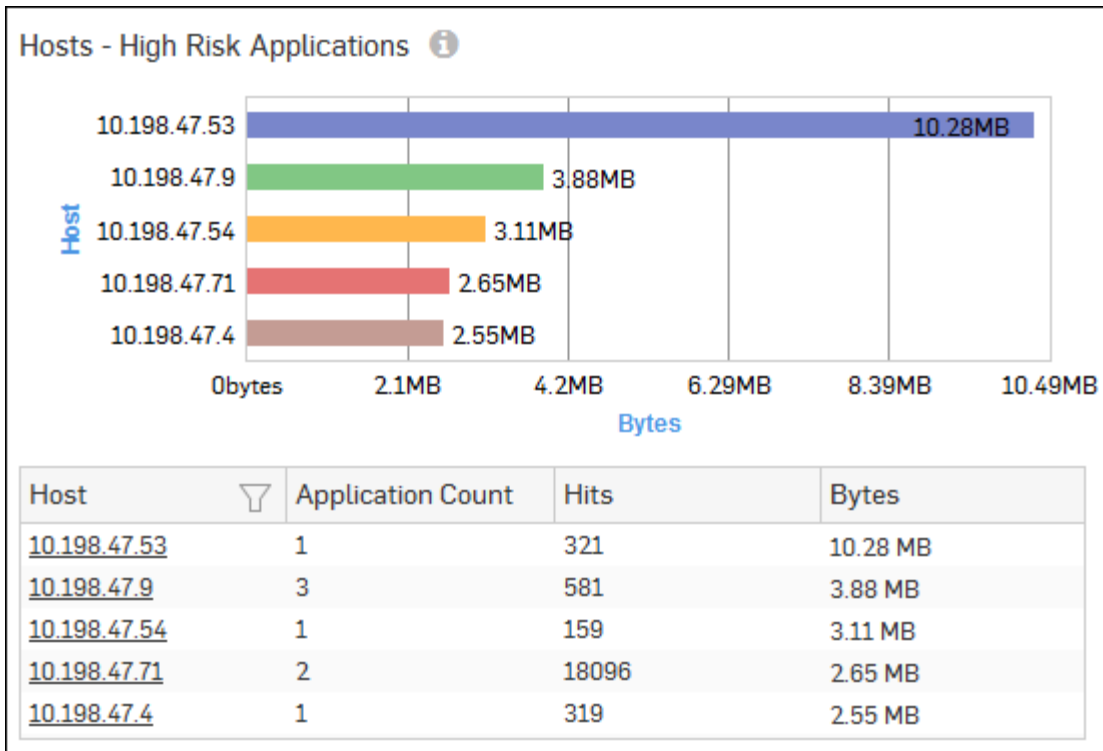 Hosts - High Risk Applications
10.198.47.53
10.28MB
10.198.47.9
3.88MB
10.198.47.54
3.11MB
10.198.47.71
2.65MB
10.198.47.4
2.55MB
Host
0bytes 2.1MB 4.2MB 6.29MB 8.39MB 10.49MB
Bytes
Host Application Count Hits Bytes
10.198.47.53 1 321 10.28 MB
10.198.47.9 3 581 3.88 MB
10.198.47.54 1 159 3.11 MB
10.198.47.71 2 18096 2.65 MB
10.198.47.4 1 319 2.55 MB